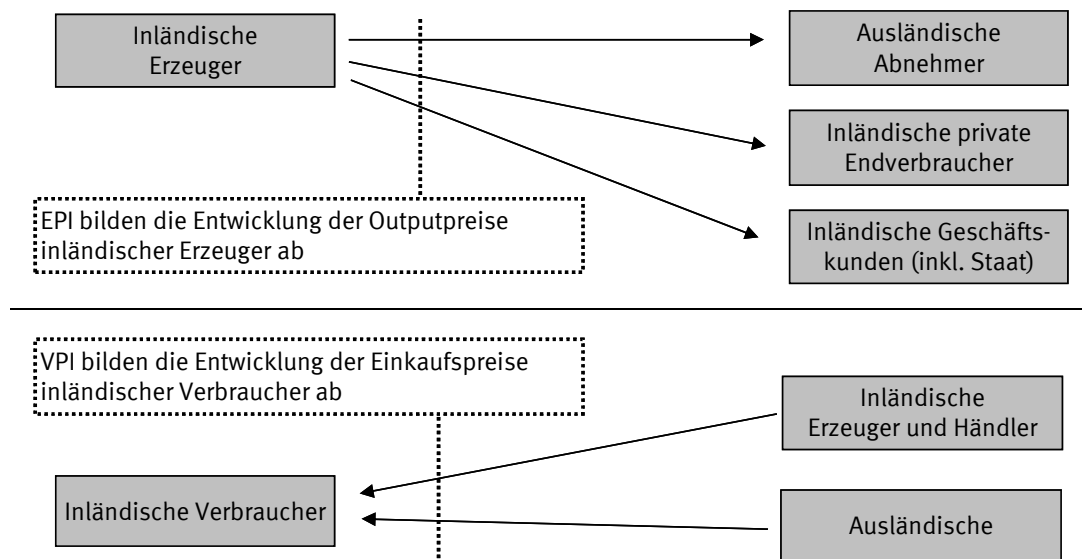 Inländische
Erzeuger
Ausländische
Abnehmer
Inländische private
Endverbraucher
EPI bilden die Entwicklung der Outputpreise
inländischer Erzeuger ab
Inländische Geschäfts-
kunden (inkl. Staat)
VPI bilden die Entwicklung der Einkaufspreise
inländischer Verbraucher ab
Inländische
Erzeuger und Händler
Inländische Verbraucher
Ausländische